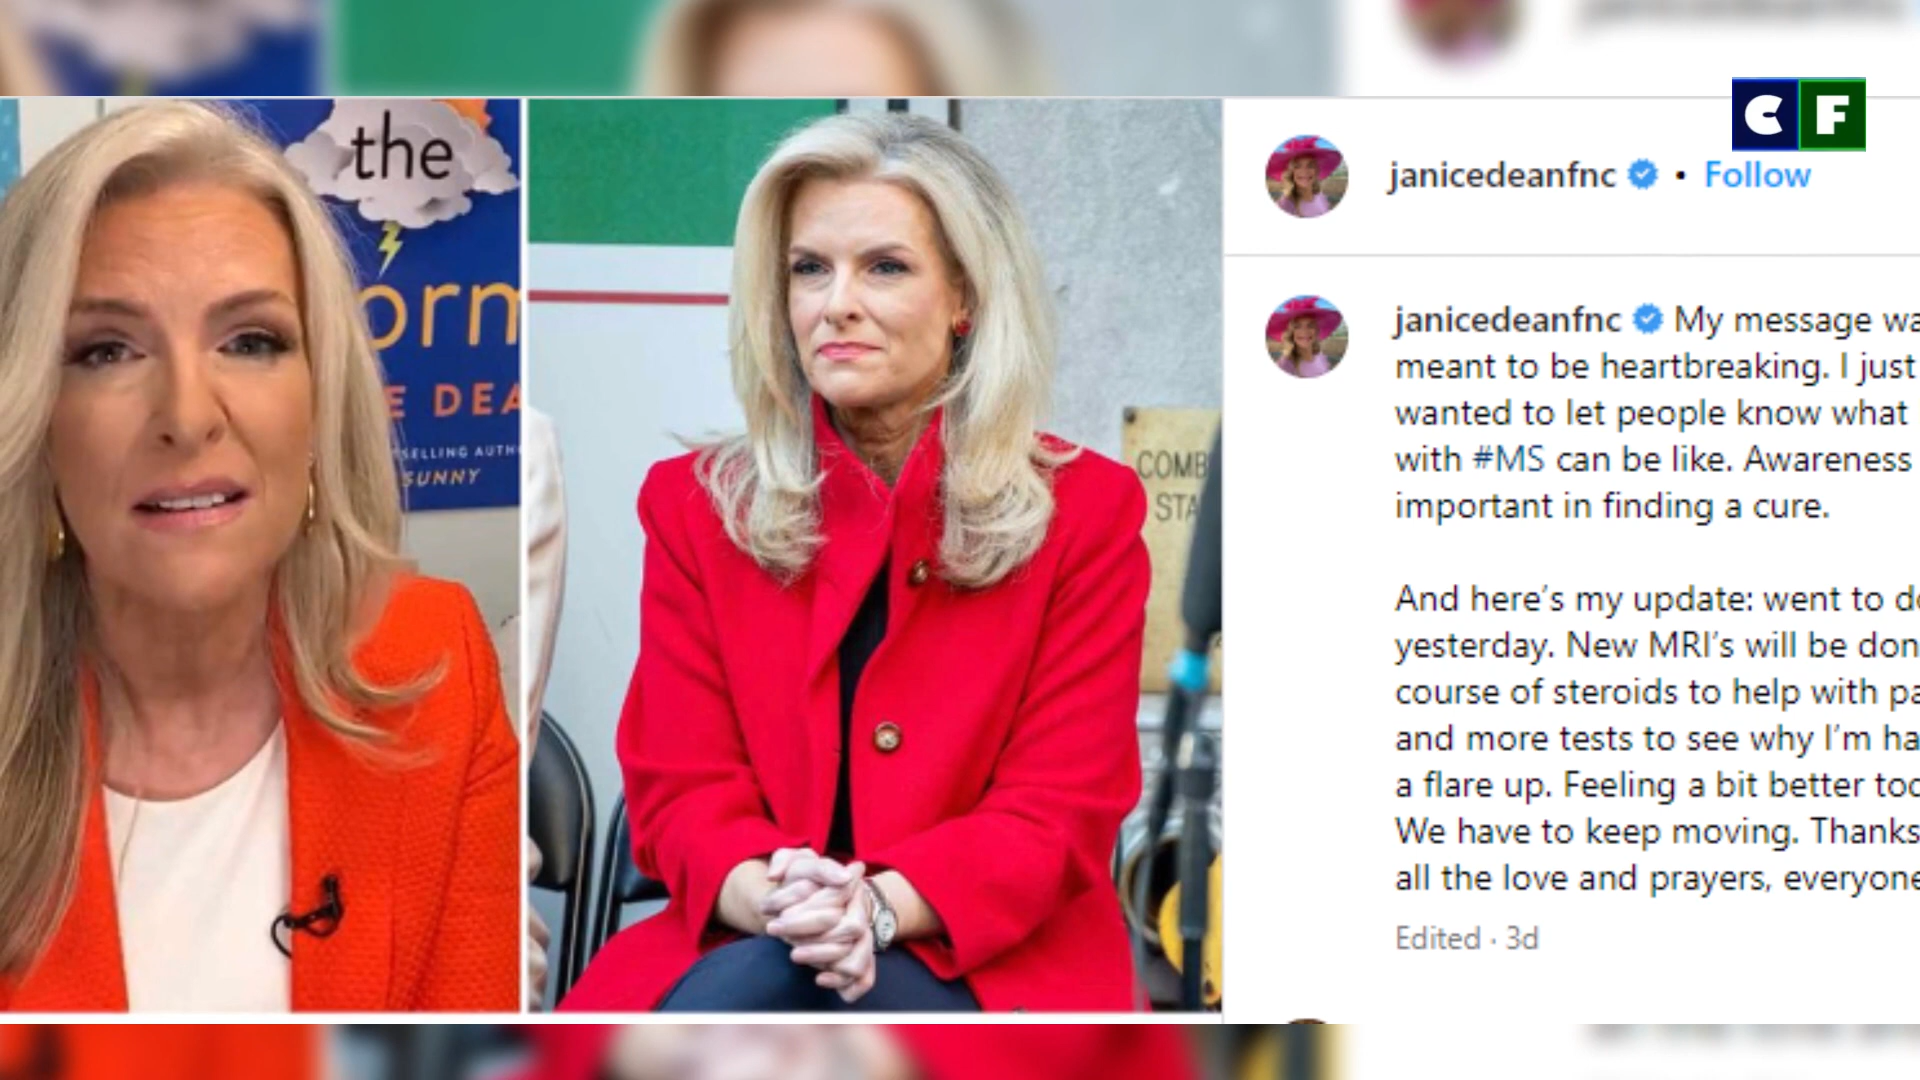 the
orm
E DEA
SELLING AUTH
SUNNY
COMB
STA
C F
janicedeanfnc • Follow
janicedeanfnc My message wa
meant to be heartbreaking. I just
wanted to let people know what
with #MS can be like. Awareness
important in finding a cure.
And here’s my update: went to do
yesterday. New MRI’s will be don
course of steroids to help with pa
and more tests to see why I’m ha
a flare up. Feeling a bit better too
We have to keep moving. Thanks
all the love and prayers, everyone
Edited · 3d